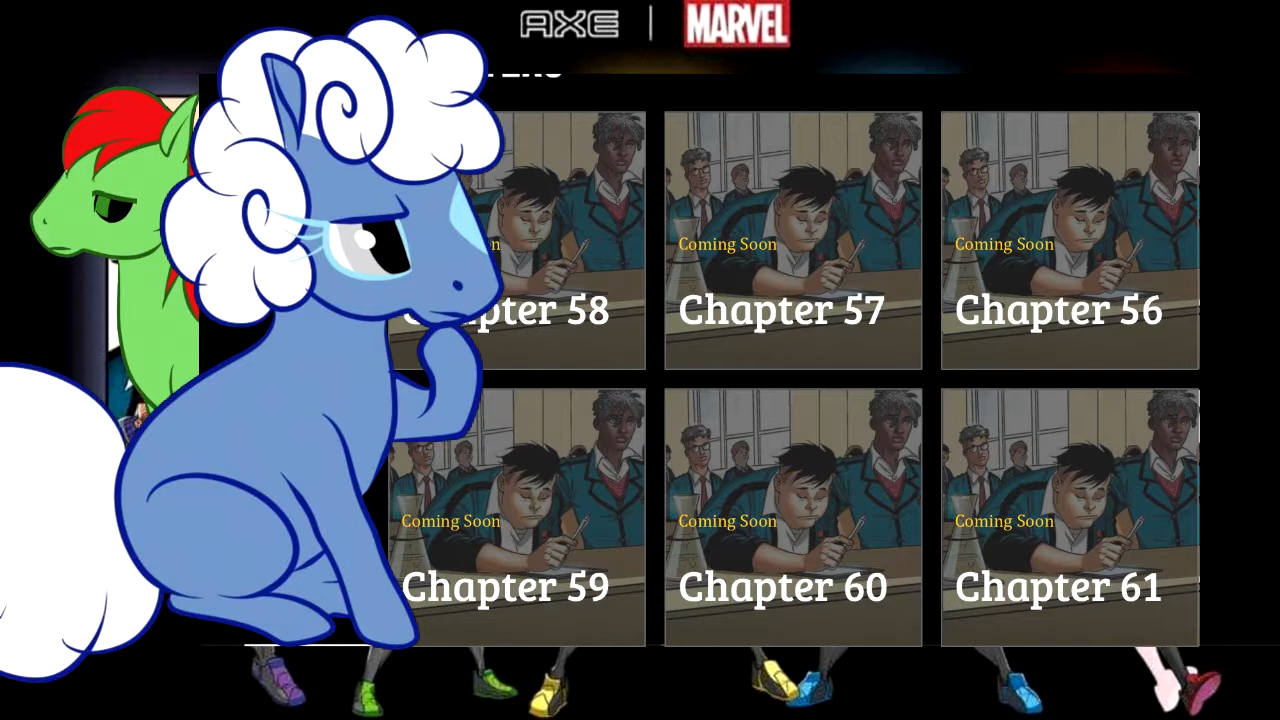 AXE | MARVEL
Coming Soon
Chapter 57
Coming Soon
Chapter 56
Chapter 58
Coming Soon
Chapter 59
Coming Soon
Chapter 60
Coming Soon
Chapter 61